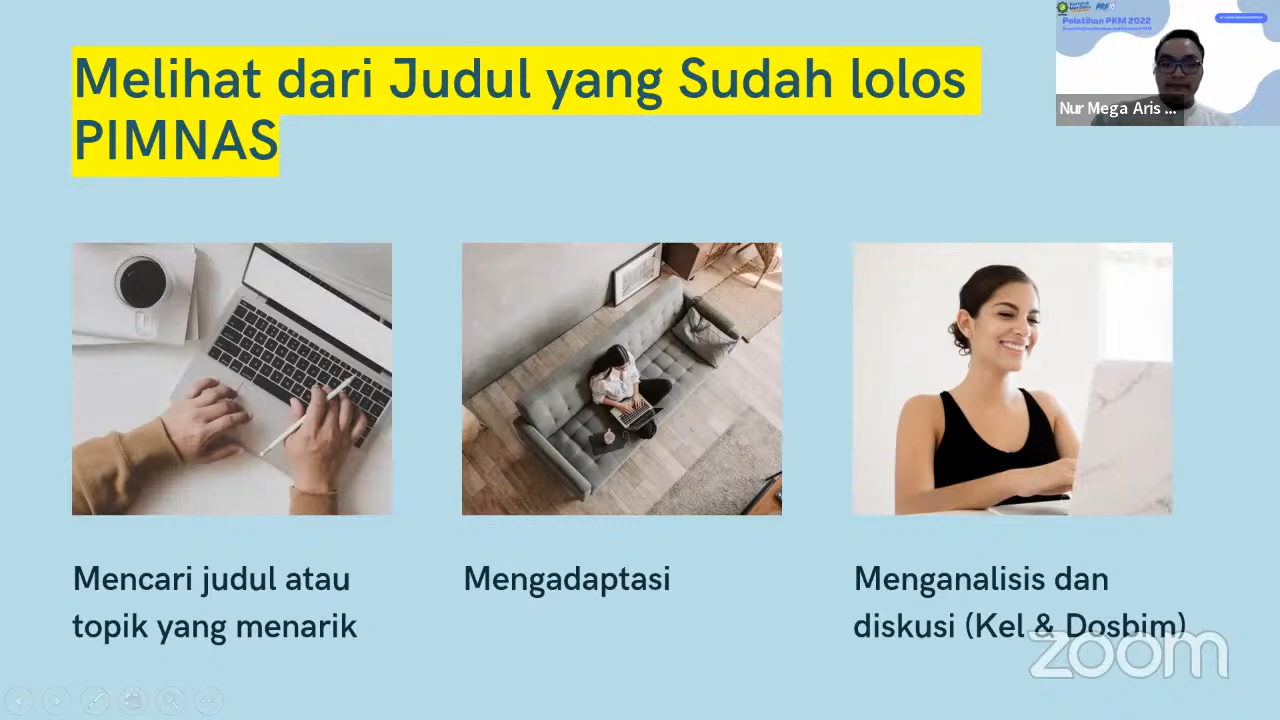 Melihat dari Judul yang Sudah lolos
PIMNAS
Pelatihan PKM 2022
Nur Mega Aris ...
Mencari judul atau
topik yang menarik
Mengadaptasi
Menganalisis dan
diskusi (Kel & Dosbim)
zoom